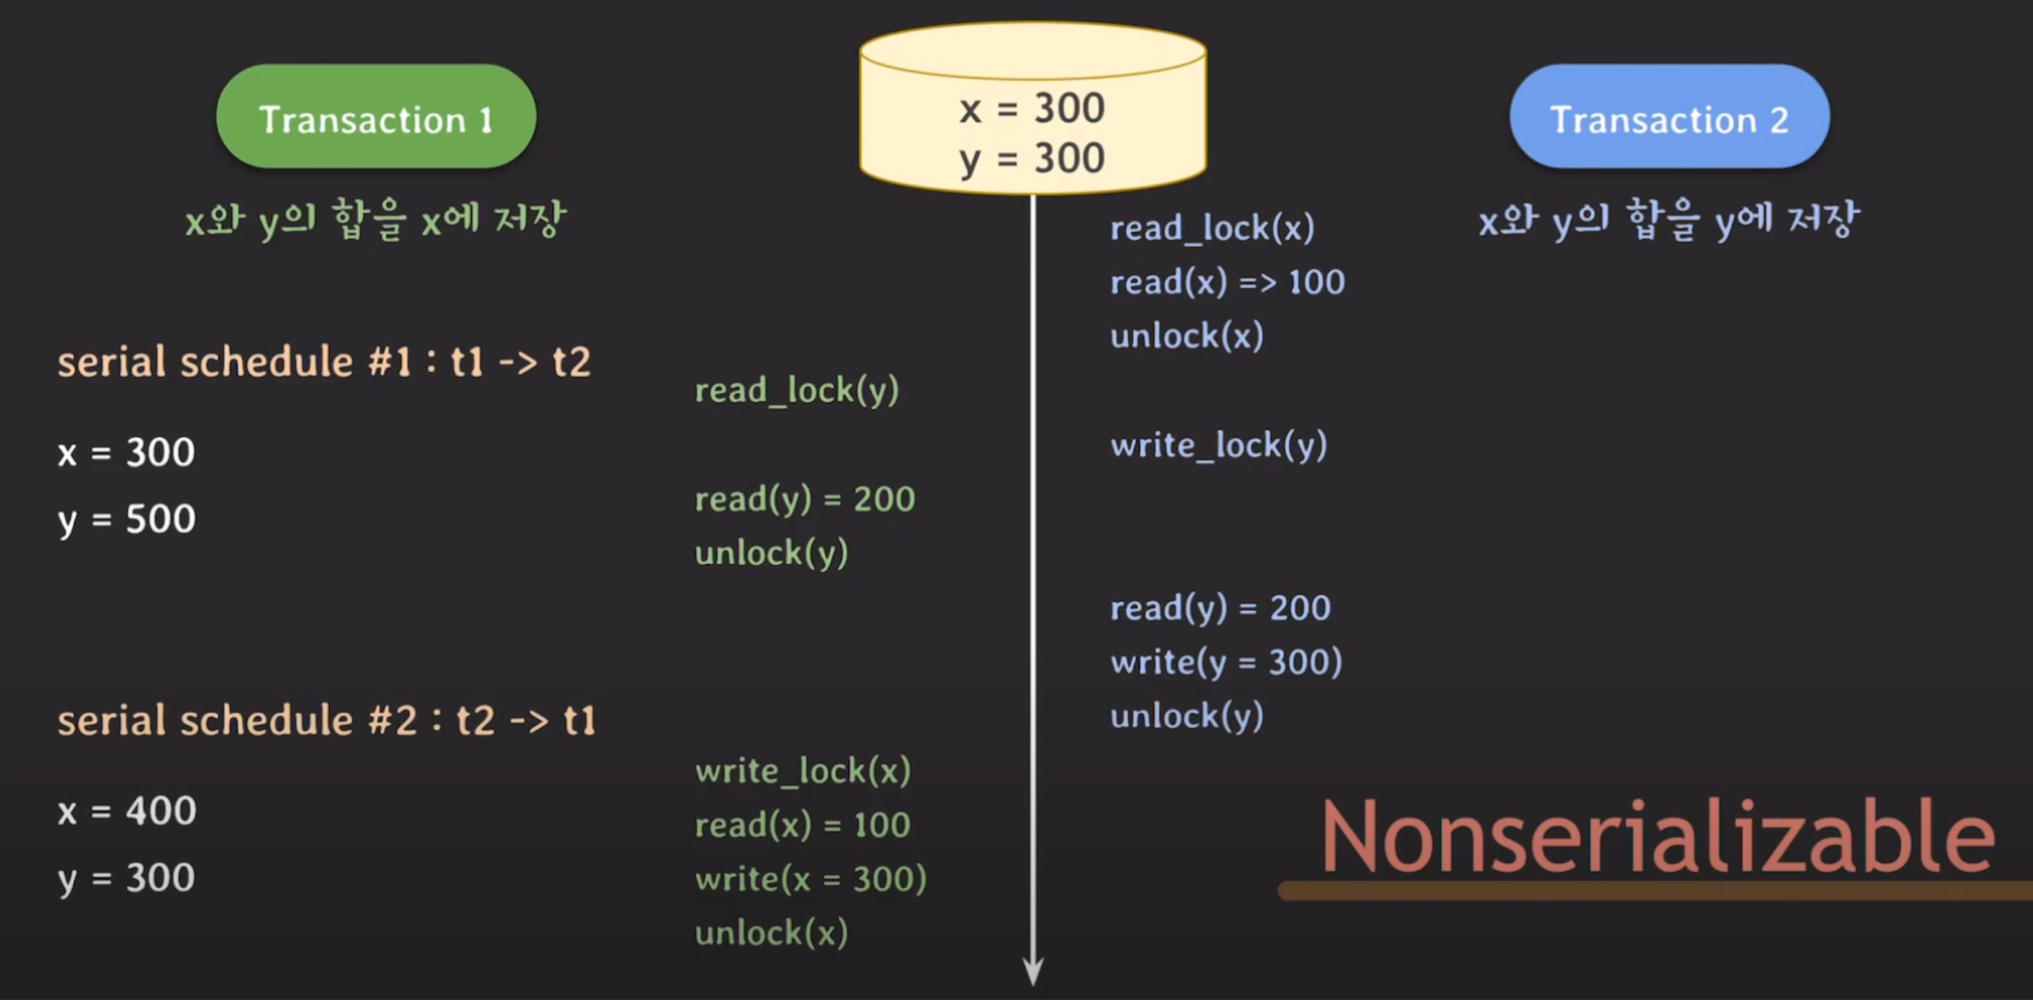 Transaction 1
x와 y의 합을 x에 저장
x = 300
y = 300
Transaction 2
x와 y의 합을 y에 저장
serial schedule #1 : t1 -> t2
x = 300
y = 500
serial schedule #2 : t2 -> t1
x = 400
y = 300
read_lock(x)
read(x) => 100
unlock(x)
read_lock(y)
write_lock(y)
read(y) = 200
unlock(y)
read(y) = 200
write(y = 300)
unlock(y)
write_lock(x)
read(x) = 100
write(x = 300)
unlock(x)
Nonserializable